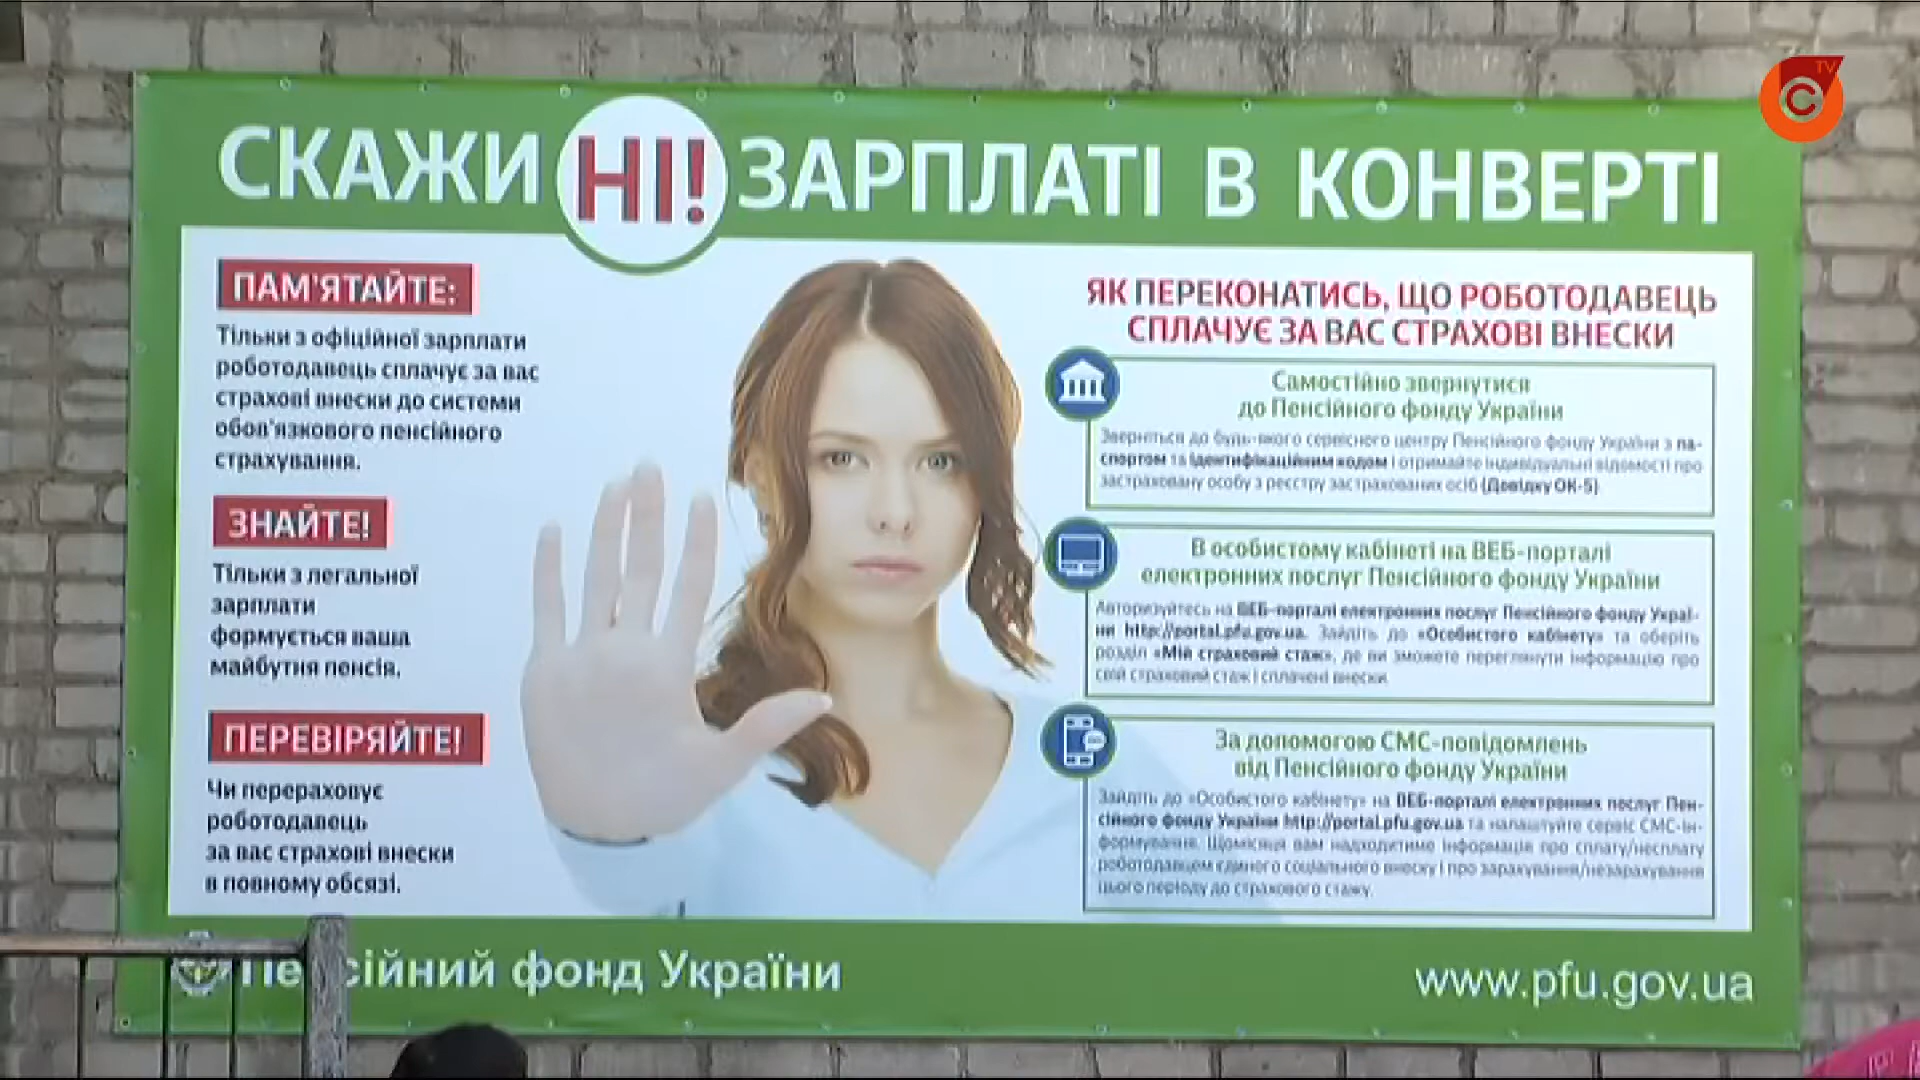 СКАЖИ НІ! ЗАРПЛАТІ В КОНВЕРТІ
ПАМ'ЯТАЙТЕ:
Тільки з офіційної зарплати
роботодавець сплачує за вас
страхові внески до системи
обов'язкового пенсійного
страхування.
ЗНАЙТЕ!
Тільки з легальної
зарплати
формується ваша
майбутня пенсія.
ПЕРЕВІРЯЙТЕ!
Чи перераховує
роботодавець
за вас страхові внески
в повному обсязі.
ЯК ПЕРЕКОНАТИСЬ, ЩО РОБОТОДАВЕЦЬ
СПЛАЧУЄ ЗА ВАС СТРАХОВІ ВНЕСКИ
Самостійно звернутися
до Пенсійного фонду України
Зверніться до будь-якого сервісного центру Пенсійного фонду України з па-
спортом та ідентифікаційним кодом і отримайте індивідуальні відомості про
застраховану особу з реєстру застрахованих осіб (Довідку ОК-5)
В особистому кабінеті на ВЕБ-порталі
електронних послуг Пенсійного фонду України
Авторизуйтесь на ВЕБ-порталі електронних послуг Пенсійного фонду Украї-
ни http://portal.pfu.gov.ua. Зайдіть до «Особистого кабінету» та оберіть
розділ «Мій страховий стаж», де ви зможете переглянути інформацію про
свій страховий стаж і сплачені внески
За допомогою СМС-повідомлень
від Пенсійного фонду України
Зайдіть до «Особистого кабінету» на ВЕБ-порталі електронних послуг Пен-
сійного фонду України http://portal.pfu.gov.ua та налаштуйте сервіс СМС-ін-
формування. Щомісяця вам надходитиме інформація про сплату/несплату
роботодавцем єдиного соціального внеску і про зарахування/незарахування
цього періоду до страхового стажу.
Пенсійний фонд України
www.pfu.gov.ua
TV
C